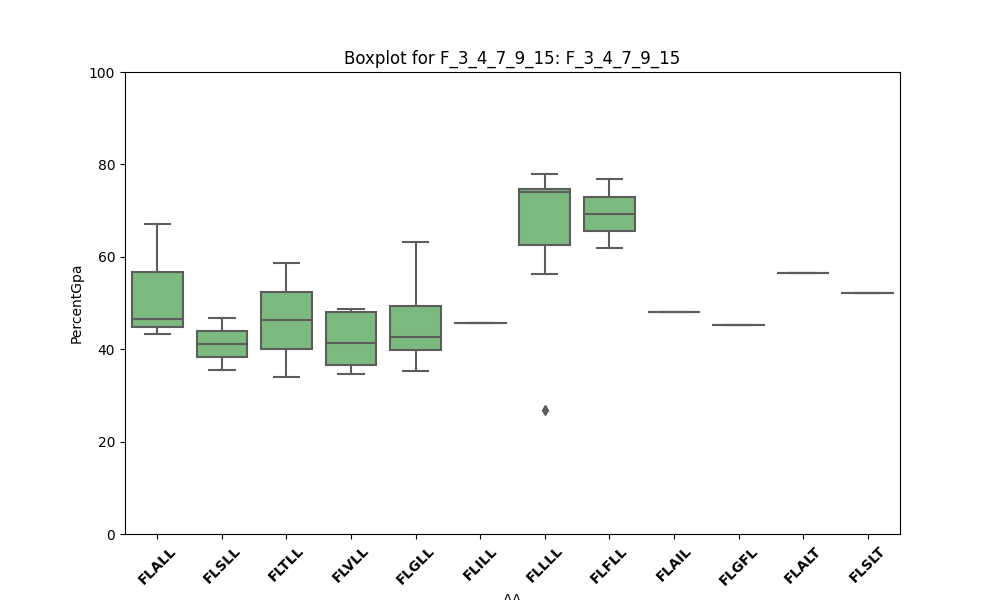 Boxplot for F_3_4_7_9_15: F_3_4_7_9_15
100
80
60
40
20
0
PercentGpa
FLALL FLSLL FLTLL FLVLL FLGLL FLILL FLLLL FLFLL FLAIL FLGFL FLALT FLSLT
AA